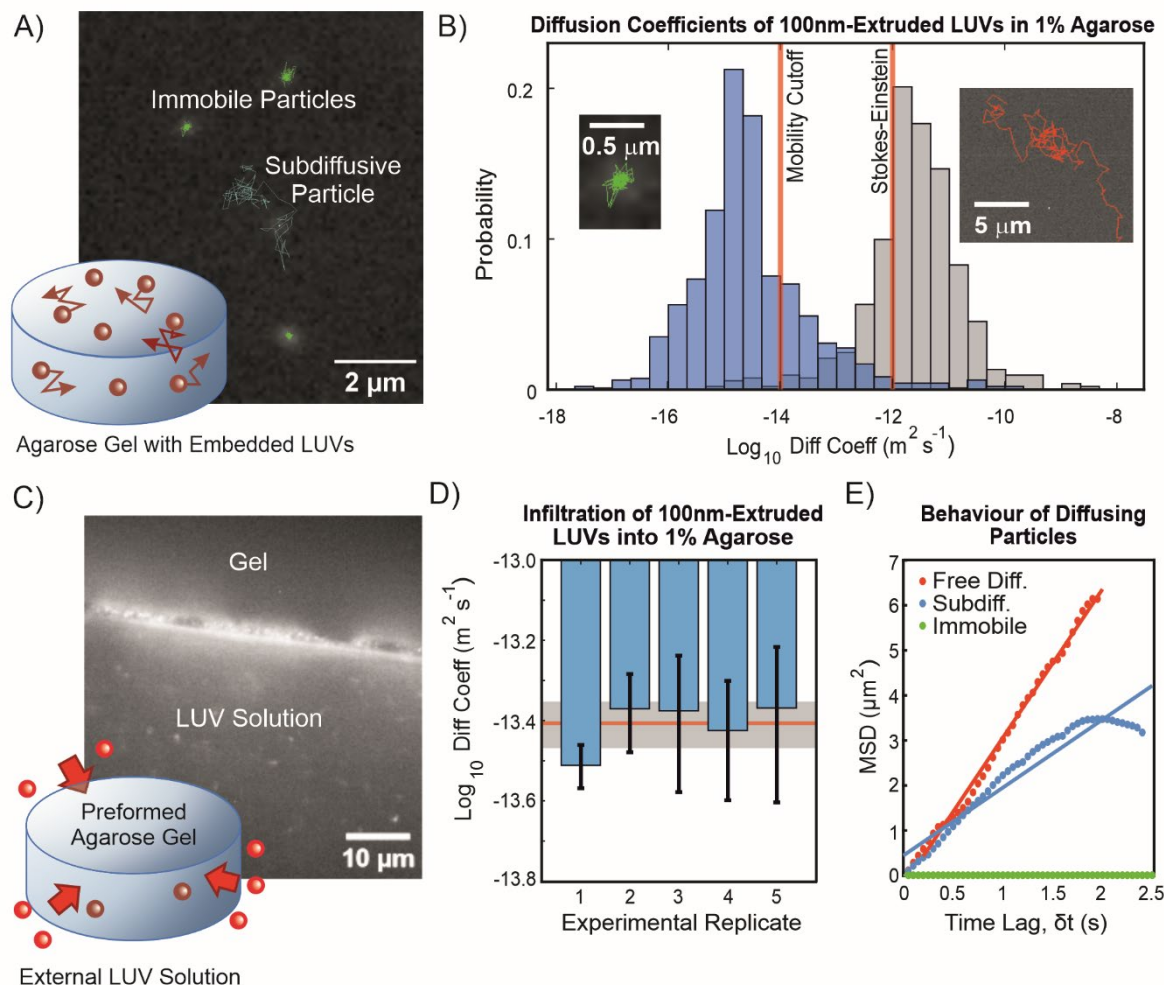 A)
Immobile Particles
Subdiffusive
Particle
2 μm
Agarose Gel with Embedded LUVs
B)
Diffusion Coefficients of 100nm-Extruded LUVs in 1% Agarose
Probability
0.2
0.1
0
0.5 μm
Mobility Cutoff
Stokes-Einstein
5 μm
-18
-16
-14
-12
-10
-8
Log10 Diff Coeff (m2 s-1)
C)
Gel
LUV Solution
10 μm
Preformed
Agarose Gel
External LUV Solution
D)
Infiltration of 100nm-Extruded
LUVs into 1% Agarose
Log10 Diff Coeff (m2 s-1)
-13.0
-13.2
-13.4
-13.6
-13.8
1 2 3 4 5
Experimental Replicate
E)
Behaviour of Diffusing
Particles
Free Diff.
Subdiff.
Immobile
MSD (μm2)
7
6
5
4
3
2
1
0
0 0.5 1 1.5 2 2.5
Time Lag, δt (s)